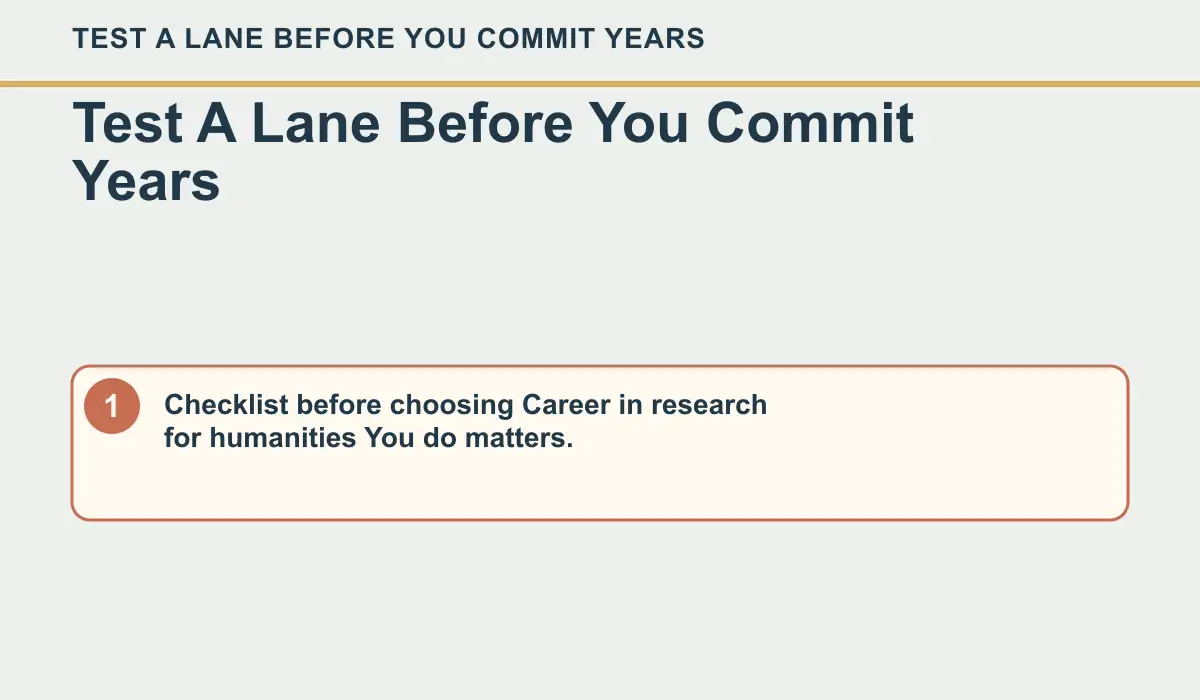 TEST A LANE BEFORE YOU COMMIT YEARS
Test A Lane Before You Commit
Years
1
Checklist before choosing Career in research
for humanities You do matters.